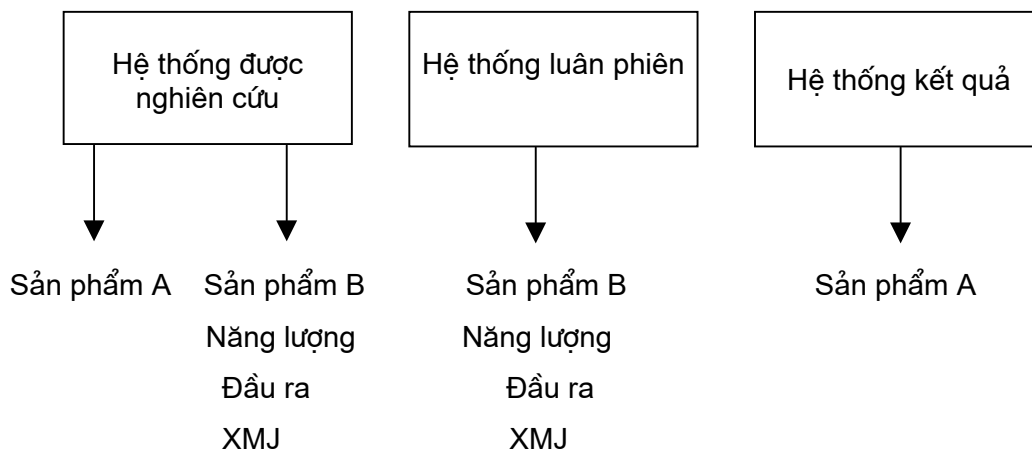 Hệ thống được
nghiên cứu
Hệ thống luân phiên
Hệ thống kết quả
Sản phẩm A
Sản phẩm B
Sản phẩm B
Sản phẩm A
Năng lượng
Năng lượng
Đầu ra
Đầu ra
XMJ
XMJ